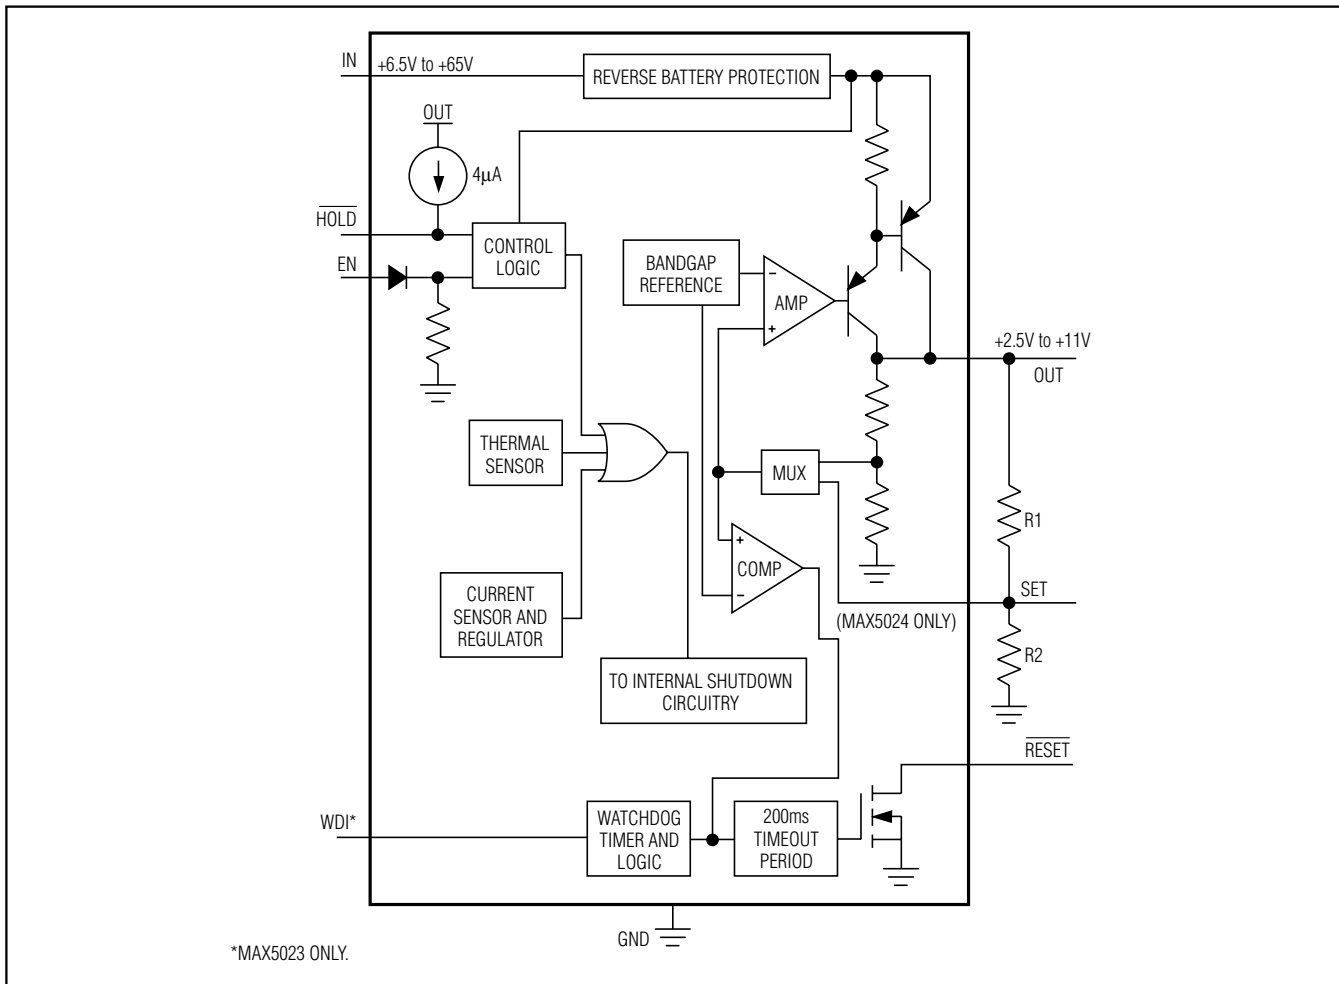 IN
+6.5V to +65V
REVERSE BATTERY PROTECTION
OUT
4µA
HOLD
CONTROL
LOGIC
EN
BANDGAP
REFERENCE
−
AMP
+
+2.5V to +11V
OUT
THERMAL
SENSOR
MUX
R1
+
COMP
−
CURRENT
SENSOR AND
REGULATOR
SET
(MAX5024 ONLY)
R2
TO INTERNAL SHUTDOWN
CIRCUITRY
RESET
WDI*
WATCHDOG
TIMER AND
LOGIC
200ms
TIMEOUT
PERIOD
GND
*MAX5023 ONLY.